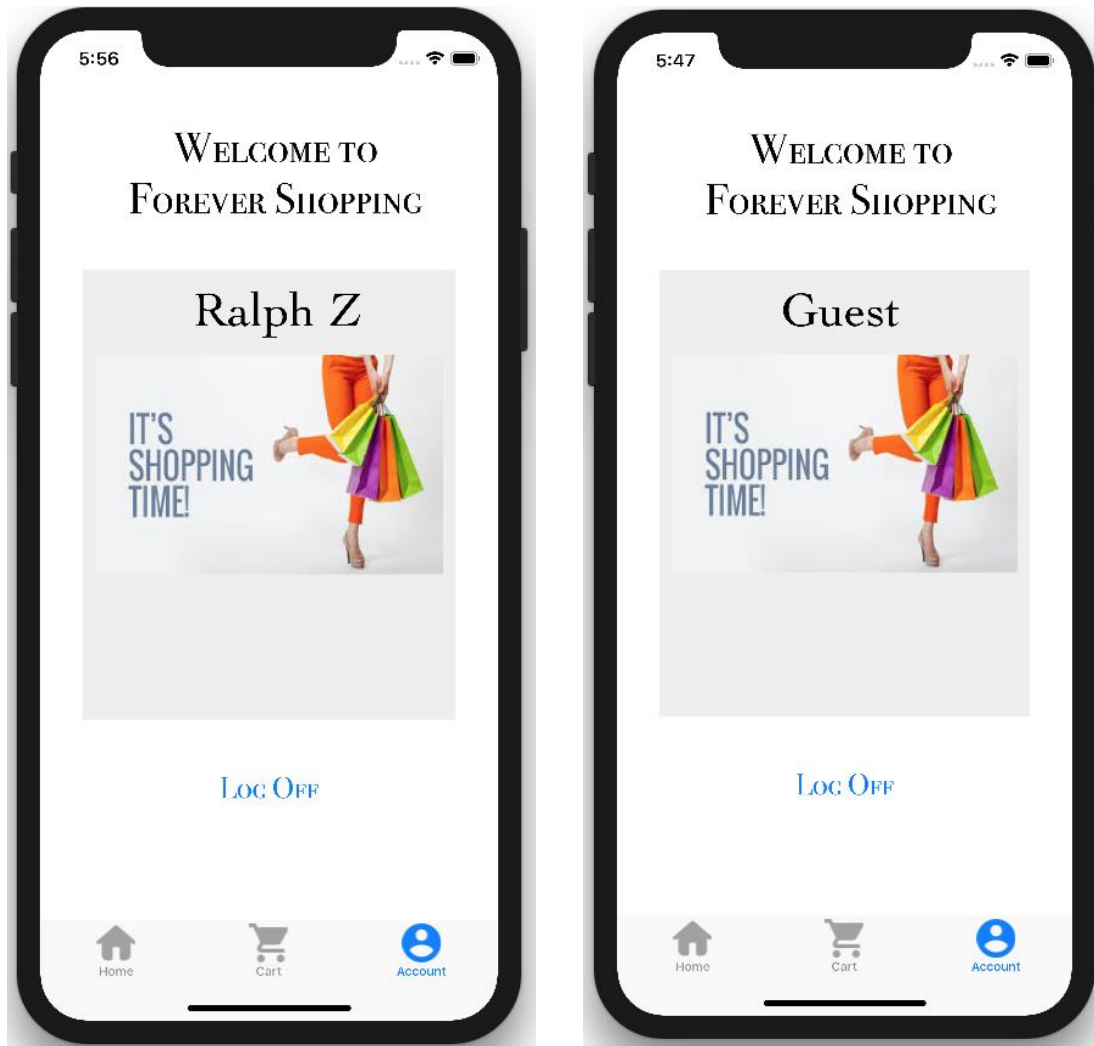 5:56
Welcome to
Forever Shopping
Ralph Z
IT'S
SHOPPING
TIME!
Log Off
Home
Cart
Account
5:47
Welcome to
Forever Shopping
Guest
IT'S
SHOPPING
TIME!
Log Off
Home
Cart
Account